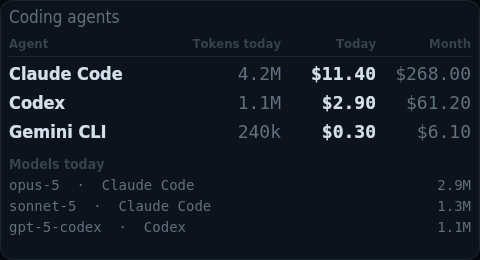 Coding agents
Agent Tokens today Today Month
Claude Code 4.2M $11.40 $268.00
Codex 1.1M $2.90 $61.20
Gemini CLI 240k $0.30 $6.10
Models today
opus-5 · Claude Code 2.9M
sonnet-5 · Claude Code 1.3M
gpt-5-codex · Codex 1.1M